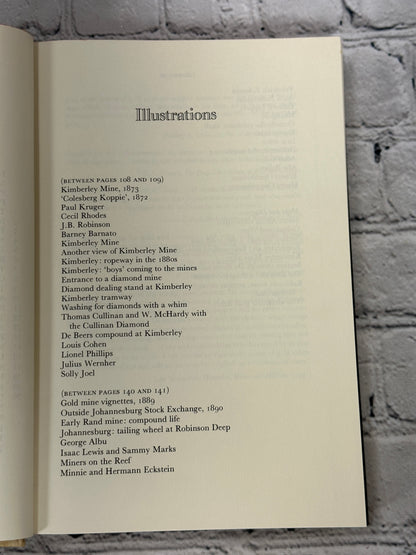 Illustrations
(BETWEEN PAGES 108 AND 109)
Kimberley Mine, 1873
‘Colesberg Koppie’, 1872
Paul Kruger
Cecil Rhodes
J.B. Robinson
Barney Barnato
Kimberley Mine
Another view of Kimberley Mine
Kimberley: ropeway in the 1880s
Kimberley: ‘boys’ coming to the mines
Entrance to a diamond mine
Diamond dealing stand at Kimberley
Kimberley tramway
Washing for diamonds with a whim
Thomas Cullinan and W. McHardy with
the Cullinan Diamond
De Beers compound at Kimberley
Louis Cohen
Lionel Phillips
Julius Wernher
Solly Joel
(BETWEEN PAGES 140 AND 141)
Gold mine vignettes, 1889
Outside Johannesburg Stock Exchange, 1890
Early Rand mine: compound life
Johannesburg: tailing wheel at Robinson Deep
George Albu
Isaac Lewis and Sammy Marks
Miners on the Reef
Minnie and Hermann Eckstein